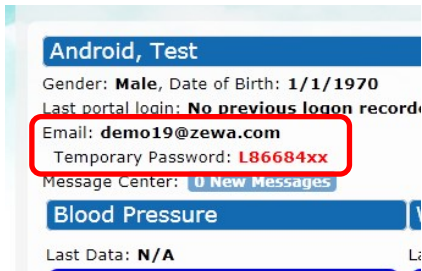 Android, Test
Gender: Male, Date of Birth: 1/1/1970
Last portal login: No previous logon
Email: demo19@zewa.com
Temporary Password: L86684xx
Message Center: 0 New Messages
Blood Pressure
Last Data: N/A